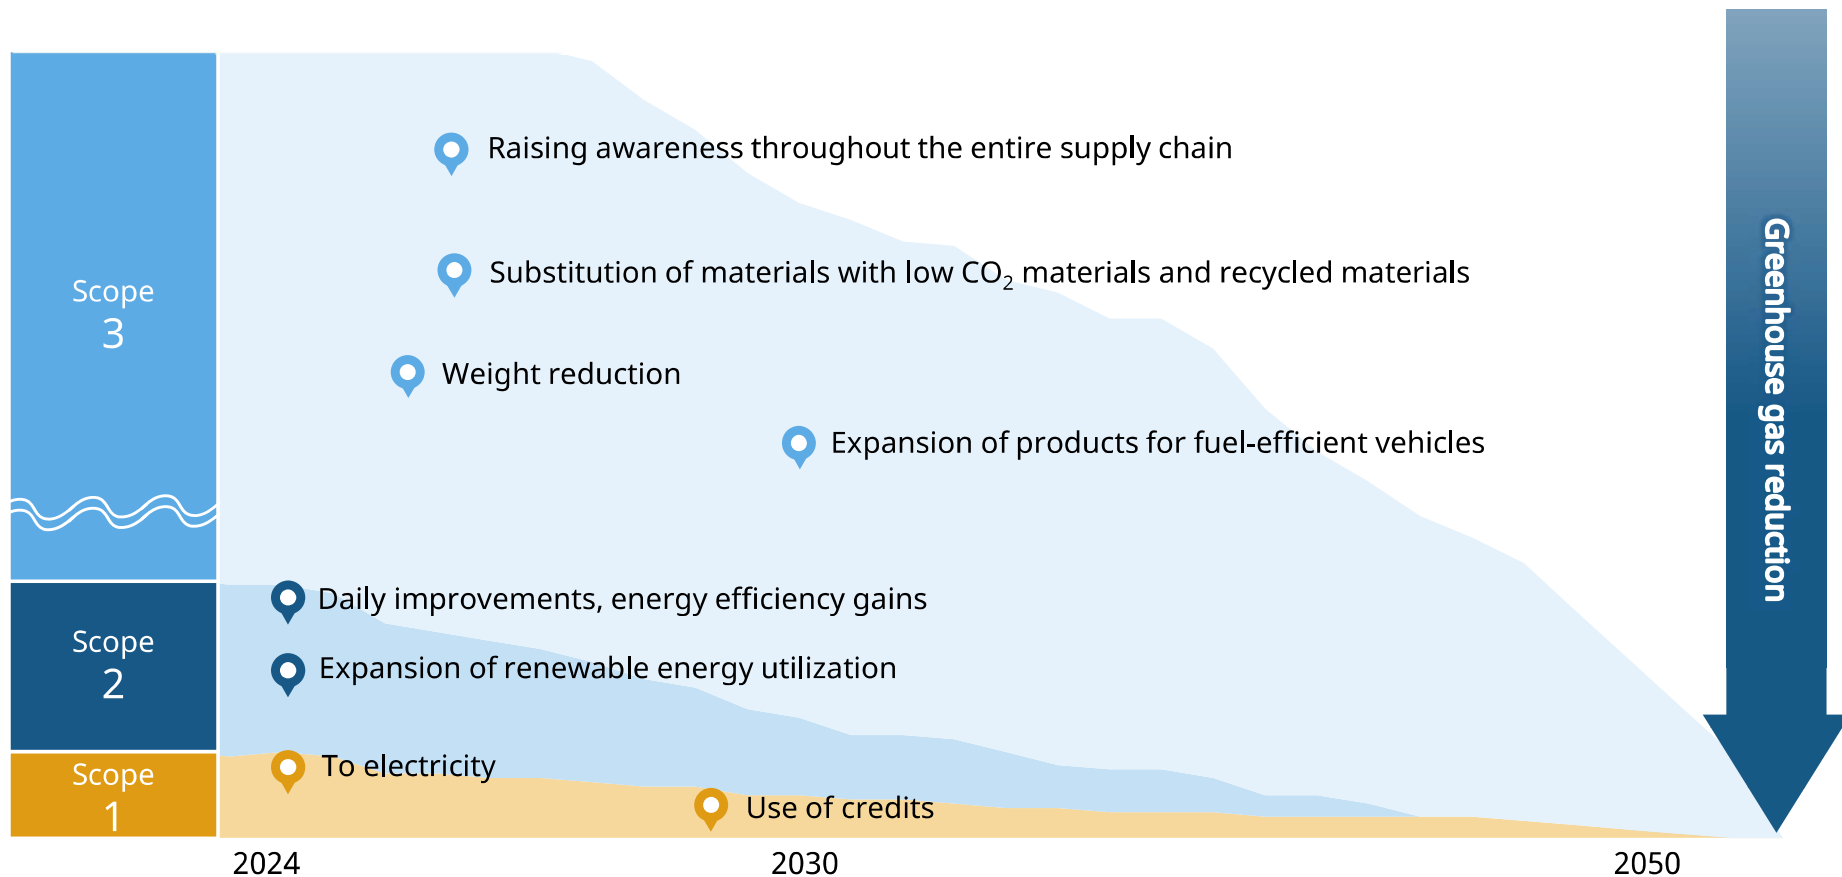 Scope
3
Scope
2
Scope
1
Raising awareness throughout the entire supply chain
Substitution of materials with low CO₂ materials and recycled materials
Weight reduction
Expansion of products for fuel-efficient vehicles
Daily improvements, energy efficiency gains
Expansion of renewable energy utilization
To electricity
Use of credits
2024
2030
2050
Greenhouse gas reduction